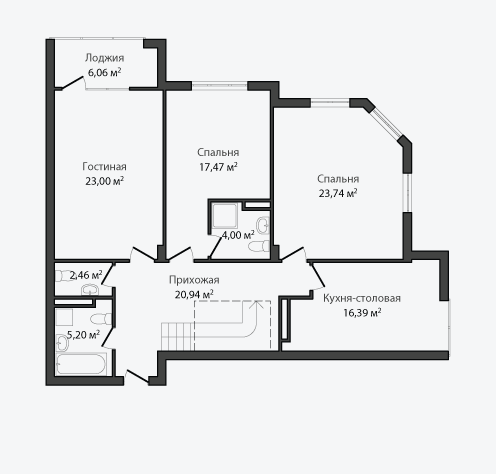 Лоджия
6,06 м²
Гостиная
23,00 м²
Спальня
17,47 м²
Спальня
23,74 м²
4,00 м²
2,46 м²
Прихожая
20,94 м²
Кухня-столовая
16,39 м²
5,20 м²